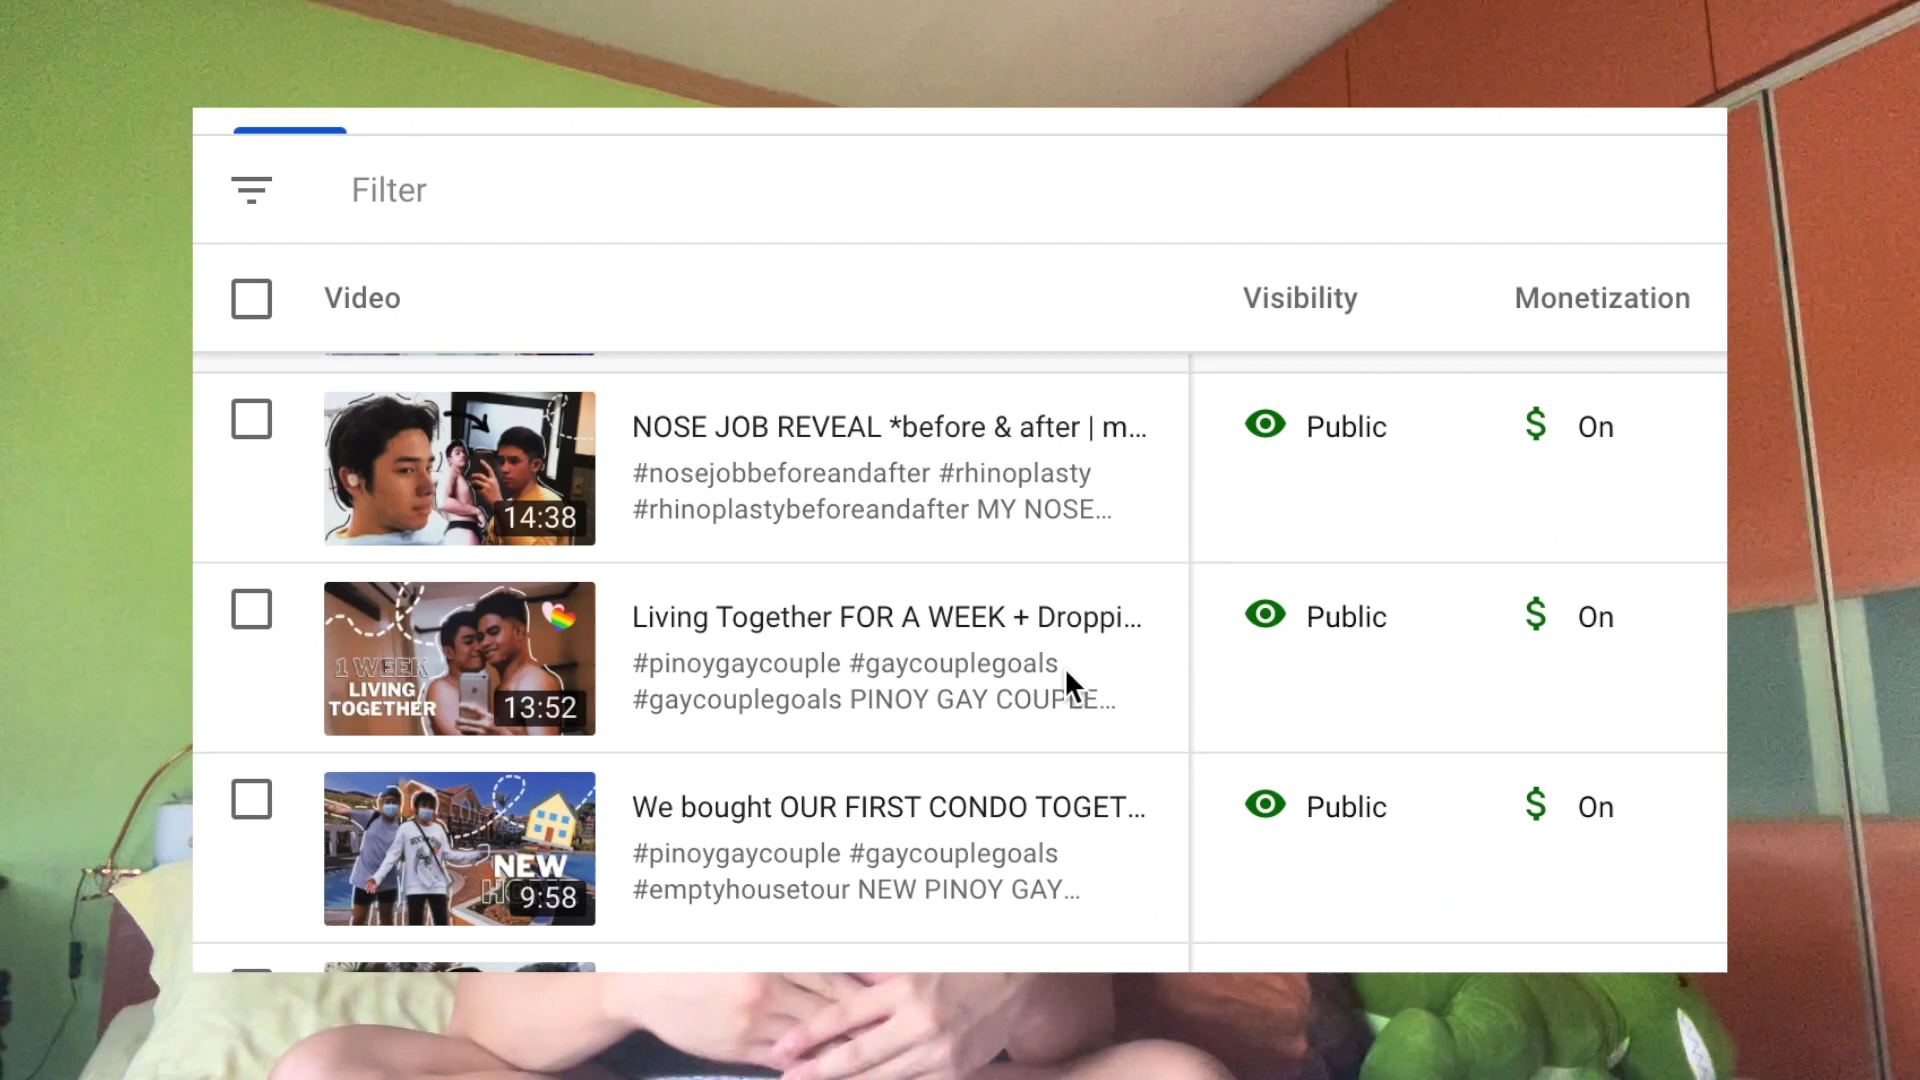 Filter
Video
Visibility
Monetization
14:38
NOSE JOB REVEAL *before & after | m...
#nosejobbeforeandafter #rhinoplasty
#rhinoplastybeforeandafter MY NOSE...
Public
On
1 WEEK
LIVING
TOGETHER
13:52
Living Together FOR A WEEK + Droppi...
#pinoygaycouple #gaycouplegoals
#gaycouplegoals PINOY GAY COUPLE...
Public
On
NEW
9:58
We bought OUR FIRST CONDO TOGET...
#pinoygaycouple #gaycouplegoals
#emptyhousetour NEW PINOY GAY...
Public
On